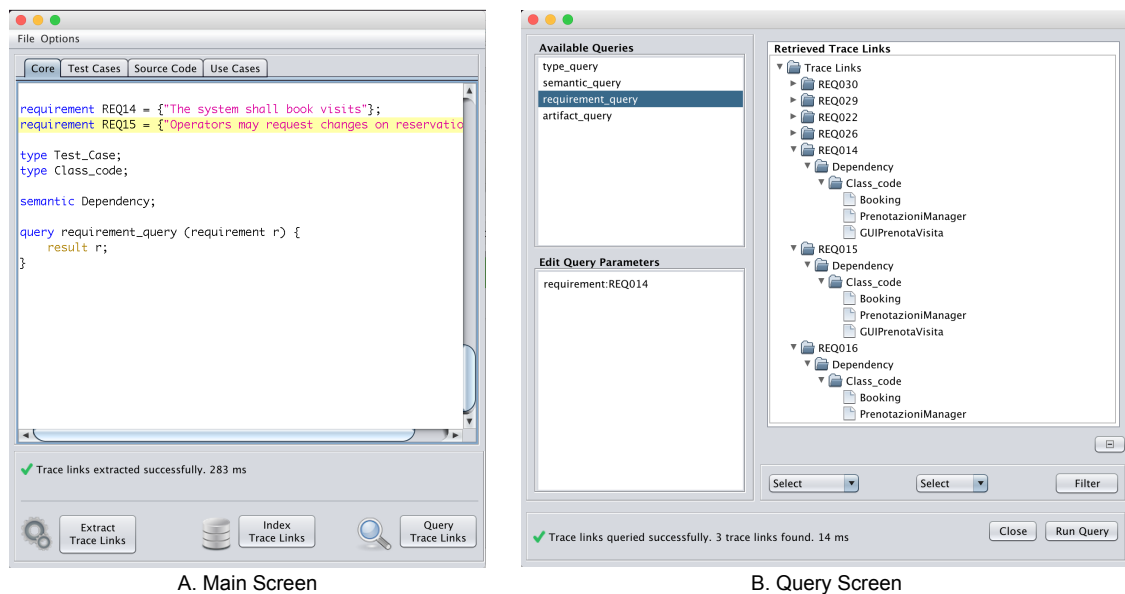 File Options
Core Test Cases Source Code Use Cases
requirement REQ14 = {"The system shall book visits"};
requirement REQ15 = {"Operators may request changes on reservatio
type Test_Case;
type Class_code;
semantic Dependency;
query requirement_query (requirement r) {
result r;
}
Trace links extracted successfully. 283 ms
Extract
Trace Links
Index
Trace Links
Query
Trace Links
A. Main Screen
Available Queries
type_query
semantic_query
requirement_query
artifact_query
Edit Query Parameters
requirement:REQ014
Retrieved Trace Links
Trace Links
REQ030
REQ029
REQ022
REQ026
REQ014
Dependency
Class_code
Booking
PrenotazioniManager
GUIPrenotaVisita
REQ015
Dependency
Class_code
Booking
PrenotazioniManager
GUIPrenotaVisita
REQ016
Dependency
Class_code
Booking
PrenotazioniManager
Select Select Filter
Trace links queried successfully. 3 trace links found. 14 ms
Close Run Query
B. Query Screen